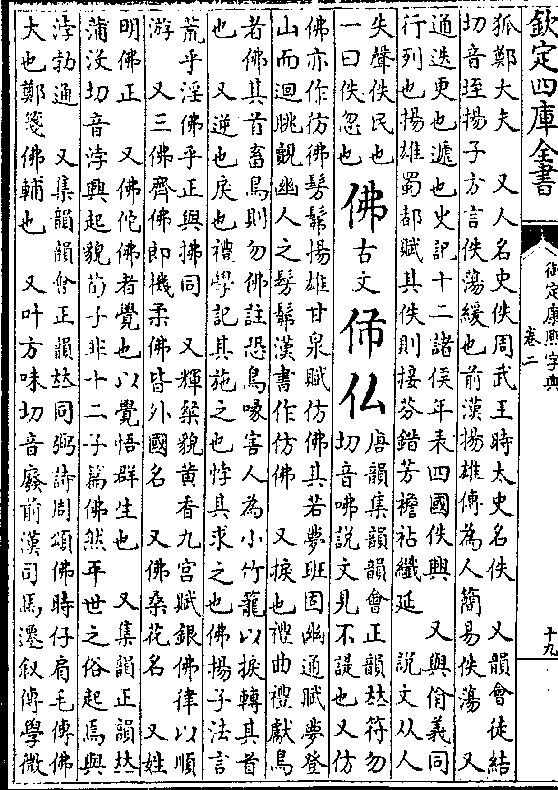 欽定四庫全書
御定康熙字典
卷二
十九
狐鄭大夫　又人名史佚周武王時太史名佚　又韻會徒結
切音垤揚子方言佚蕩緩也前漢揚雄傳為人簡易佚蕩　又
通迭更也遞也史記十二諸侯年表四國佚興　又與佾義同
行列也揚雄蜀都賦其佚則接芬錯芳襜袩纖延　說文从人
失聲佚民也
一曰佚忽也
佛古文仏
唐韻集韻韻會正韻𠀤符勿
切音咈說文見不諟也又仿
佛亦作彷佛髣髴揚雄甘泉賦仿佛其若夢班固幽通賦夢登
山而迴眺覿幽人之髣髴漢書作仿佛　又捩也禮曲禮獻鳥
者佛其首畜鳥則勿佛註恐鳥喙害人為小竹籠以捩轉其首
也　又逆也戾也禮學記其施之也悖其求之也佛揚子法言
荒乎淫佛乎正與拂同　又輝粲貌黄香九宫賦銀佛律以順
游　又三佛齊佛即機柔佛皆外國名　又佛桑花名　又姓
明佛正　又佛佗佛者覺也以覺悟群生也　又集韻正韻𠀤
蒲没切音浡興起貌荀子非十二子篇佛然平世之俗起焉與
浡勃通　又集韻韻會正韻𠀤同弼詩周頌佛時仔肩毛傳佛
大也鄭箋佛輔也　又叶方味切音廢前漢司馬遷叙傳學微